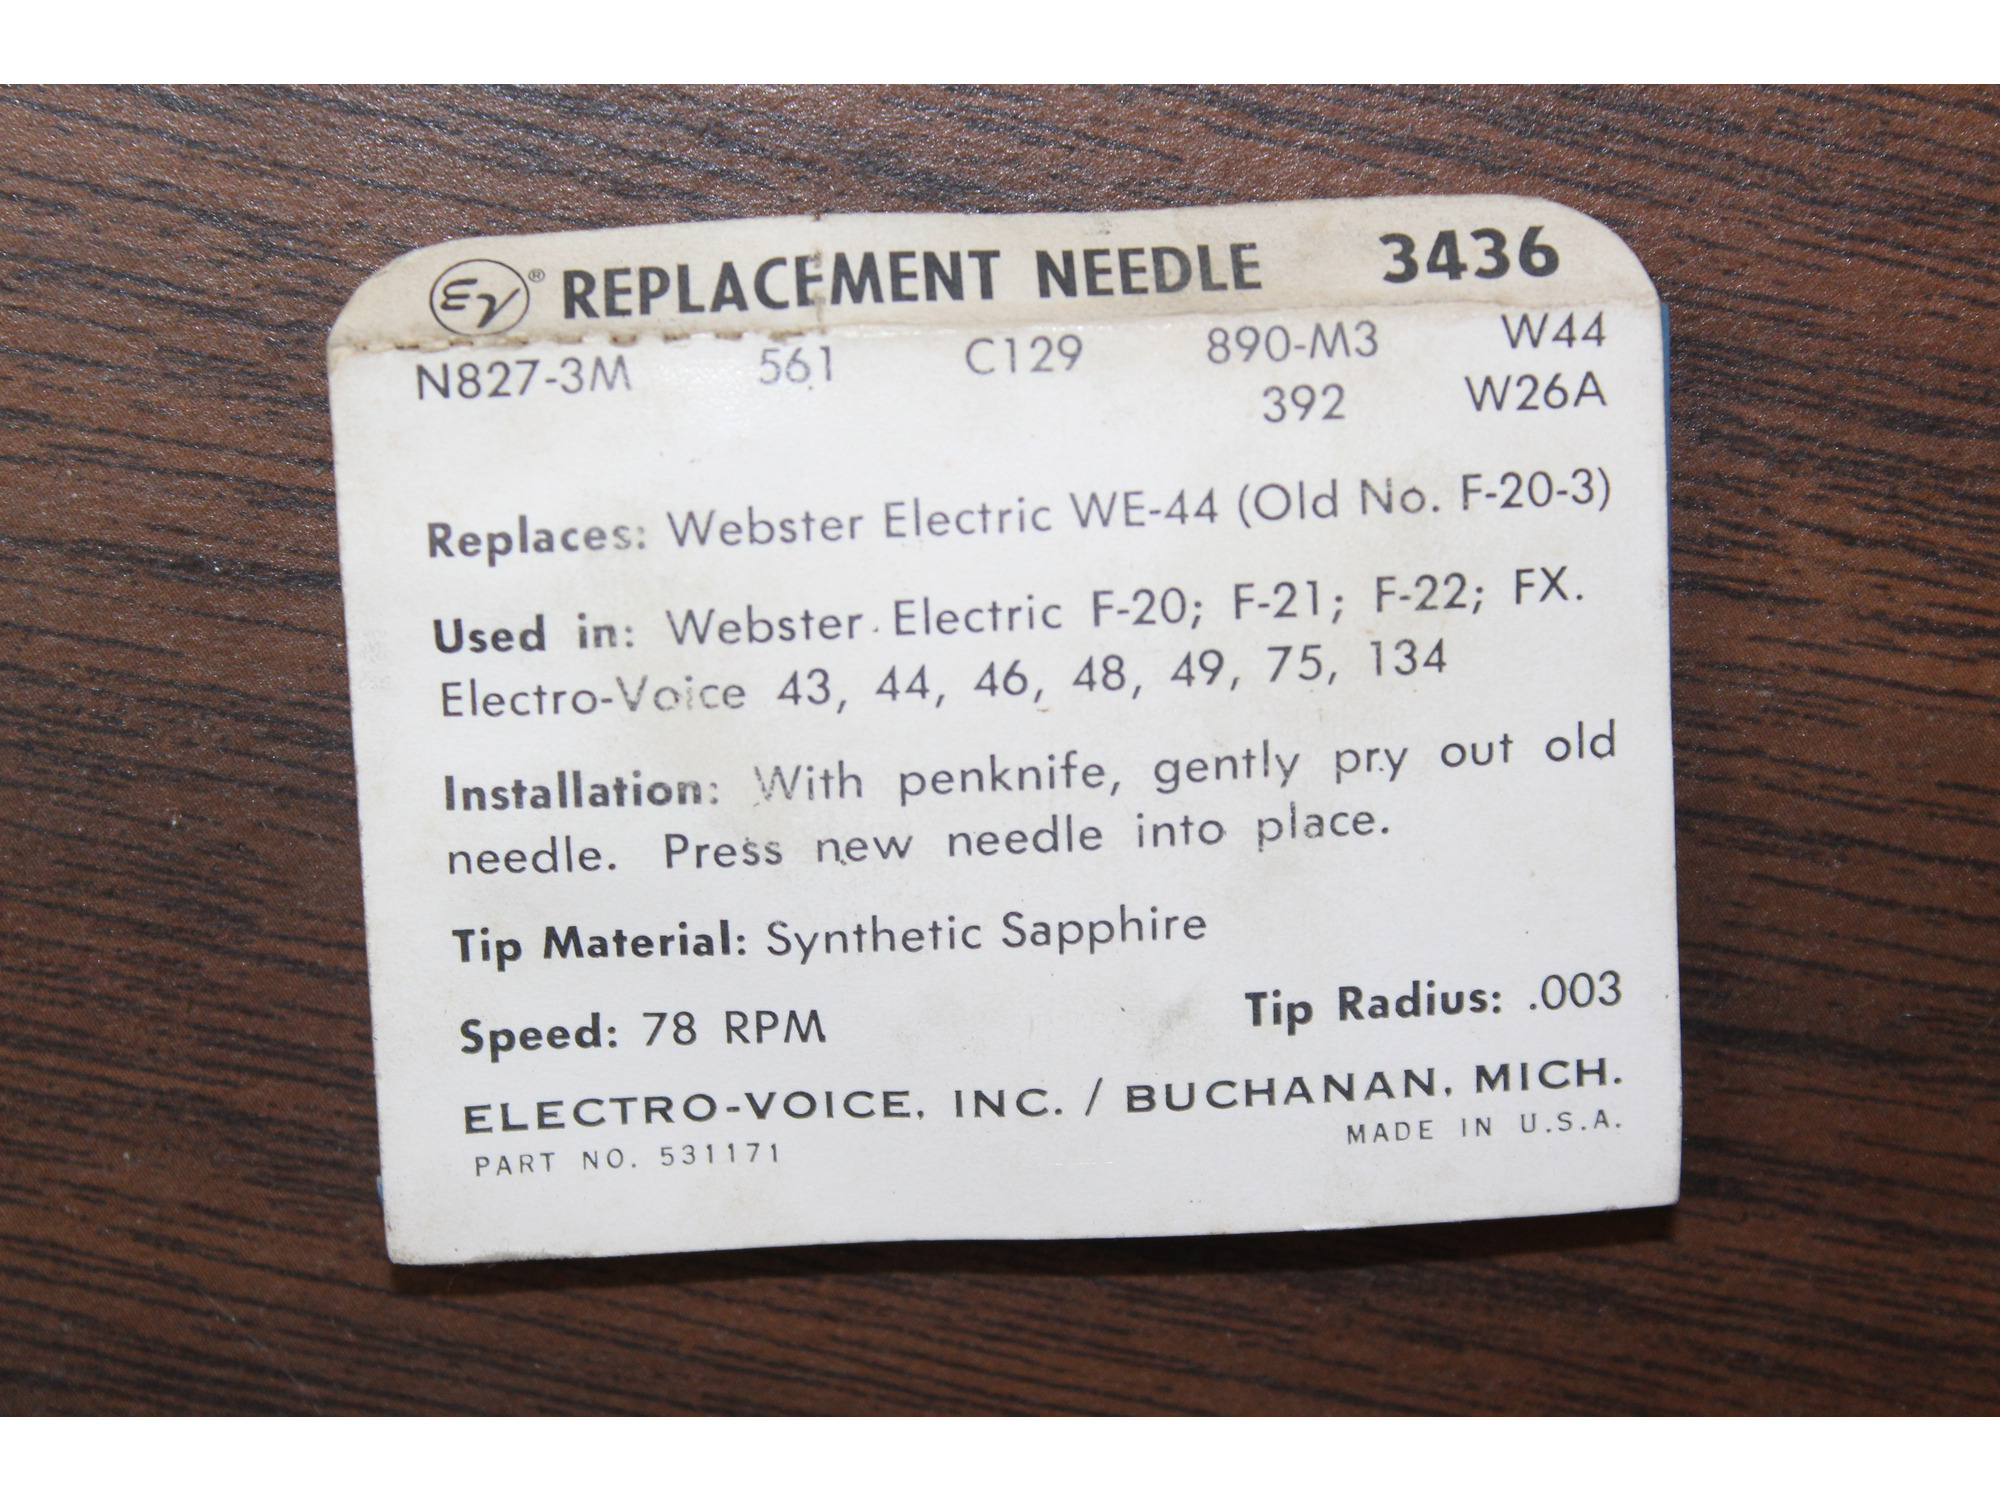 EV® REPLACEMENT NEEDLE 3436
N827-3M 561 C129 890-M3 W44
392 W26A
Replaces: Webster Electric WE-44 (Old No. F-20-3)
Used in: Webster Electric F-20; F-21; F-22; FX.
Electro-Voice 43, 44, 46, 48, 49, 75, 134
Installation: With penknife, gently pry out old
needle. Press new needle into place.
Tip Material: Synthetic Sapphire
Speed: 78 RPM Tip Radius: .003
ELECTRO-VOICE, INC. / BUCHANAN, MICH.
PART NO. 531171 MADE IN U.S.A.